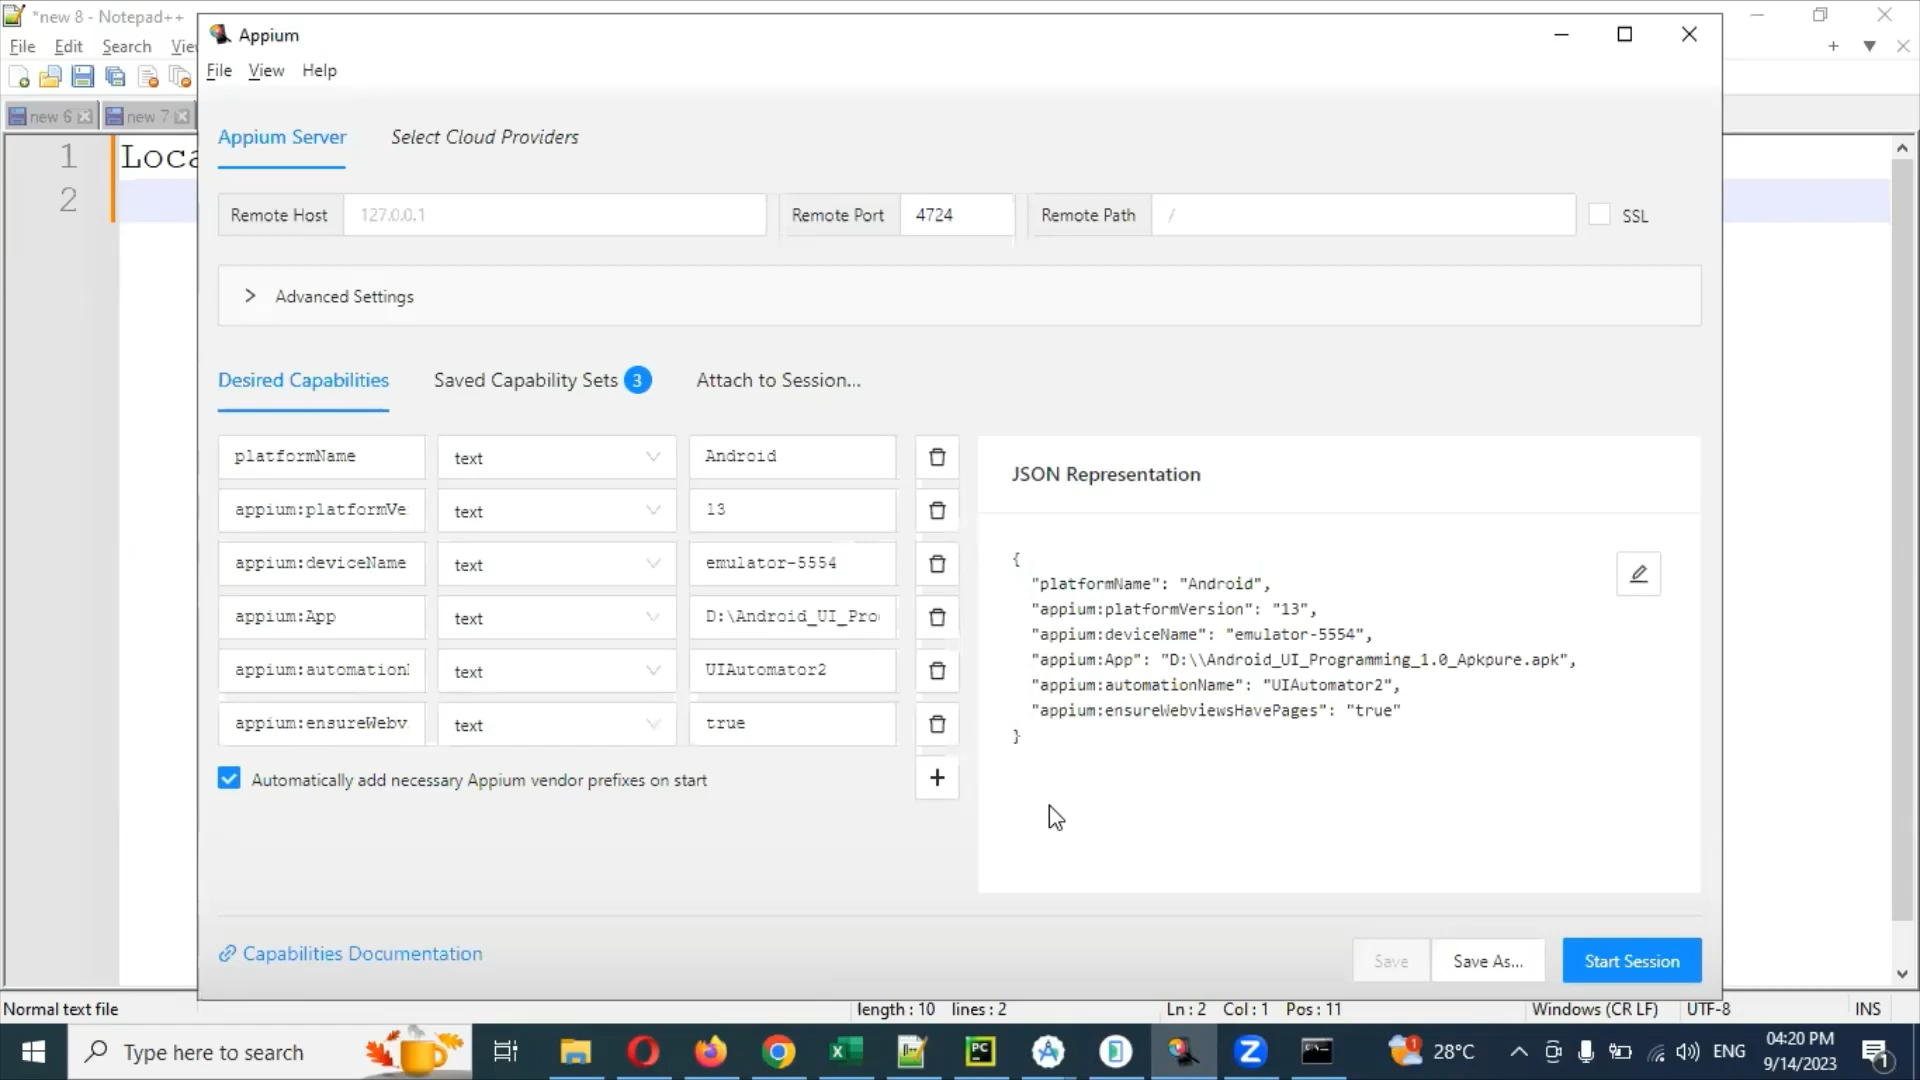 *new 8 - Notepad++
File Edit Search
new 6 new 7
1
2
Appium
File View Help
Appium Server Select Cloud Providers
Remote Host 127.0.0.1 Remote Port 4724 Remote Path / SSL
Advanced Settings
Desired Capabilities Saved Capability Sets 3 Attach to Session...
platformName text Android
appium:platformVe text 13
appium:deviceName text emulator-5554
appium:App text D:\Android_UI_Pro
appium:automation text UIAutomator2
appium:ensureWebv text true
Automatically add necessary Appium vendor prefixes on start
+
JSON Representation
{
"platformName": "Android",
"appium:platformVersion": "13",
"appium:deviceName": "emulator-5554",
"appium:App": "D:\\Android_UI_Programming_1.0_Apkpure.apk",
"appium:automationName": "UIAutomator2",
"appium:ensureWebviewsHavePages": "true"
}
Capabilities Documentation
Save Save As... Start Session
Normal text file length : 10 lines : 2 Ln : 2 Col : 1 Pos : 11 Windows (CR LF) UTF-8 INS
Type here to search
28°C
ENG
04:20 PM
9/14/2023
1